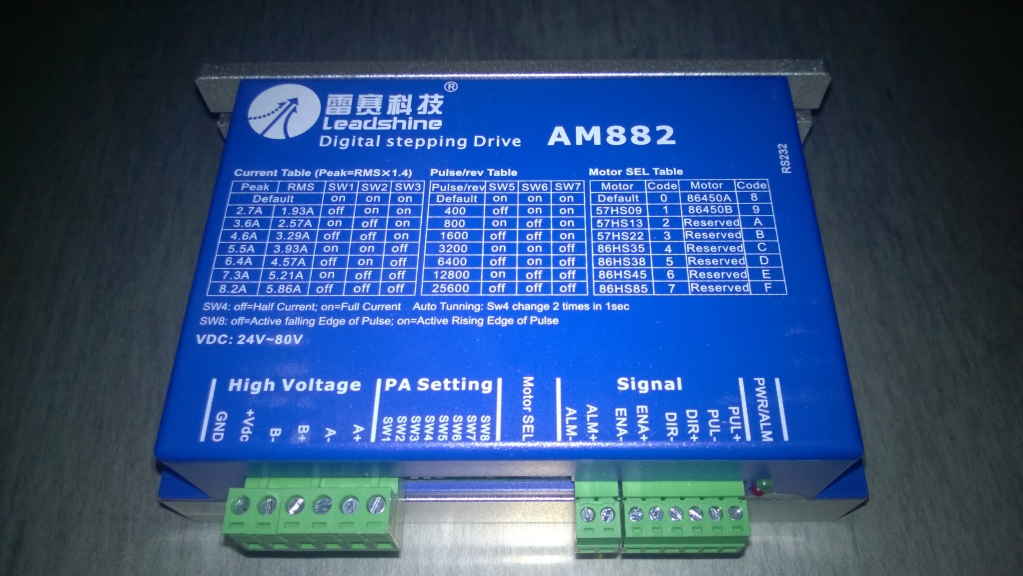 雷赛科技®
Leadshine
Digital stepping Drive AM882
RS232
Current Table (Peak=RMS×1.4) Pulse/rev Table Motor SEL Table
Peak RMS SW1 SW2 SW3 Pulse/rev SW5 SW6 SW7 Motor Code Motor Code
Default on on on Default on on on Default 0 86450A 8
2.7A 1.93A off on on 400 off on on 57HS09 1 86450B 9
3.6A 2.57A on off on 800 on off on 57HS13 2 Reserved A
4.6A 3.29A off off on 1600 off off on 57HS22 3 Reserved B
5.5A 3.93A on on off 3200 on on off 86HS35 4 Reserved C
6.4A 4.57A off on off 6400 off on off 86HS38 5 Reserved D
7.3A 5.21A on off off 12800 on off off 86HS45 6 Reserved E
8.2A 5.86A off off off 25600 off off off 86HS85 7 Reserved F
SW4: off=Half Current; on=Full Current Auto Tunning: Sw4 change 2 times in 1sec
SW8: off=Active falling Edge of Pulse; on=Active Rising Edge of Pulse
VDC: 24V~80V
High Voltage PA Setting Motor SEL Signal PWR/ALM
GND +Vdc B- B+ A- A+ SW1 SW2 SW3 SW4 SW5 SW6 SW7 SW8 ALM- ALM+ ENA- ENA+ DIR- DIR+ PUL- PUL+